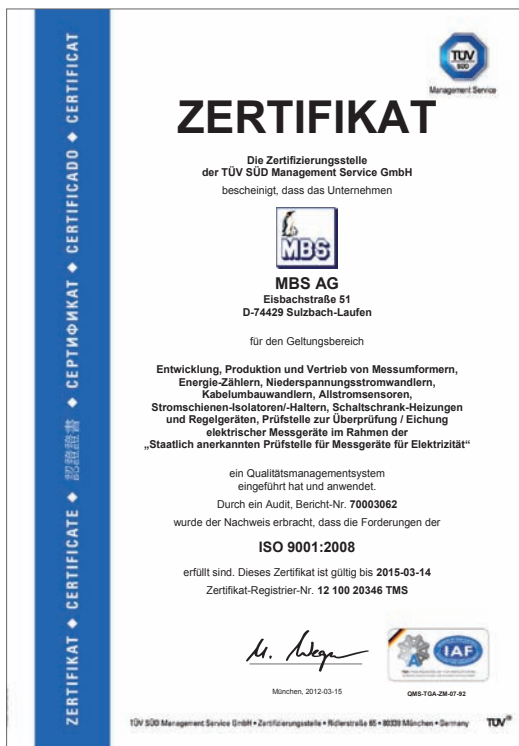 ZERTIFIKAT ◆ CERTIFICATE ◆ 認證證書 ◆ СЕРТИФИКАТ ◆ CERTIFICADO ◆ CERTIFICAT
TÜV
SÜD
Management Service
ZERTIFIKAT
Die Zertifizierungsstelle
der TÜV SÜD Management Service GmbH
bescheinigt, dass das Unternehmen
MBS
MBS AG
Eisbachstraße 51
D-74429 Sulzbach-Laufen
für den Geltungsbereich
Entwicklung, Produktion und Vertrieb von Messumformern,
Energie-Zählern, Niederspannungsstromwandlern,
Kabelumbauwandlern, Allstromsensoren,
Stromschienen-Isolatoren/-Haltern, Schaltschrank-Heizungen
und Regelgeräten, Prüfstelle zur Überprüfung / Eichung
elektrischer Messgeräte im Rahmen der
„Staatlich anerkannten Prüfstelle für Messgeräte für Elektrizität“
ein Qualitätsmanagementsystem
eingeführt hat und anwendet.
Durch ein Audit, Bericht-Nr. 70003062
wurde der Nachweis erbracht, dass die Forderungen der
ISO 9001:2008
erfüllt sind. Dieses Zertifikat ist gültig bis 2015-03-14
Zertifikat-Registrier-Nr. 12 100 20346 TMS
IAF
München, 2012-03-15
QMS-TGA-ZM-07-92
TÜV SÜD Management Service GmbH • Zertifizierungsstelle • Ridlerstraße 65 • 80339 München • Germany
TÜV®